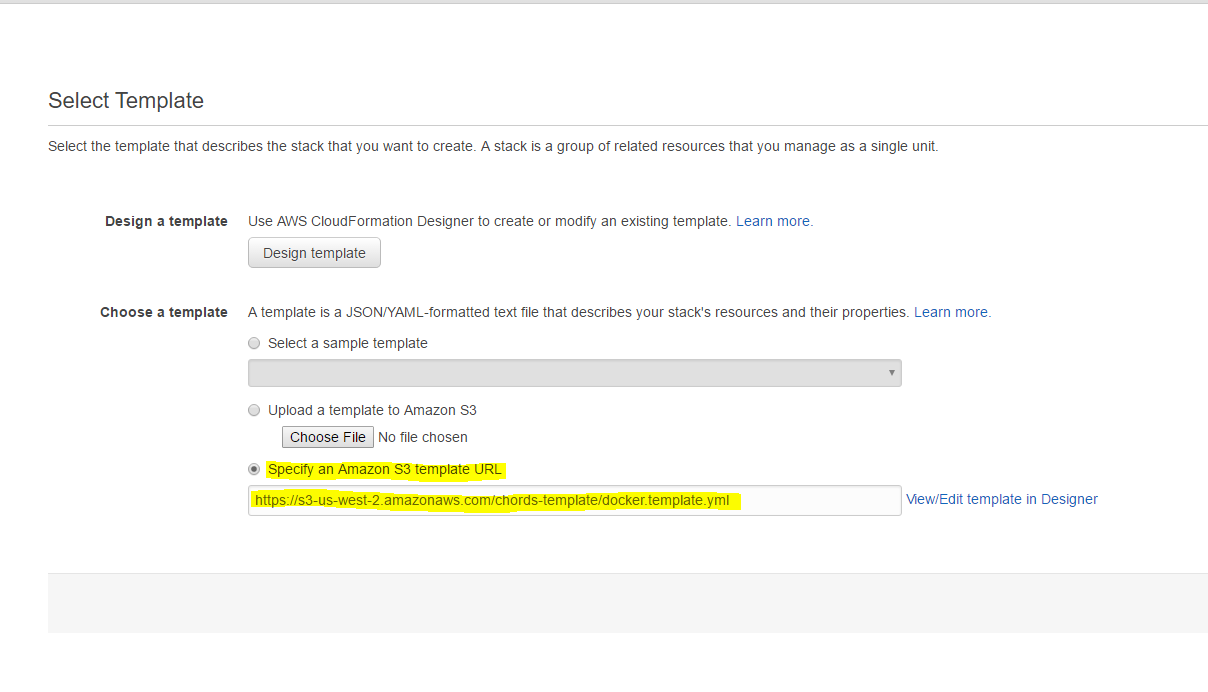 Select Template
Select the template that describes the stack that you want to create. A stack is a group of related resources that you manage as a single unit.
Design a template
Use AWS CloudFormation Designer to create or modify an existing template. Learn more.
Design template
Choose a template
A template is a JSON/YAML-formatted text file that describes your stack's resources and their properties. Learn more.
Select a sample template
Upload a template to Amazon S3
Choose File No file chosen
Specify an Amazon S3 template URL
https://s3-us-west-2.amazonaws.com/chords-template/docker.template.yml
View/Edit template in Designer